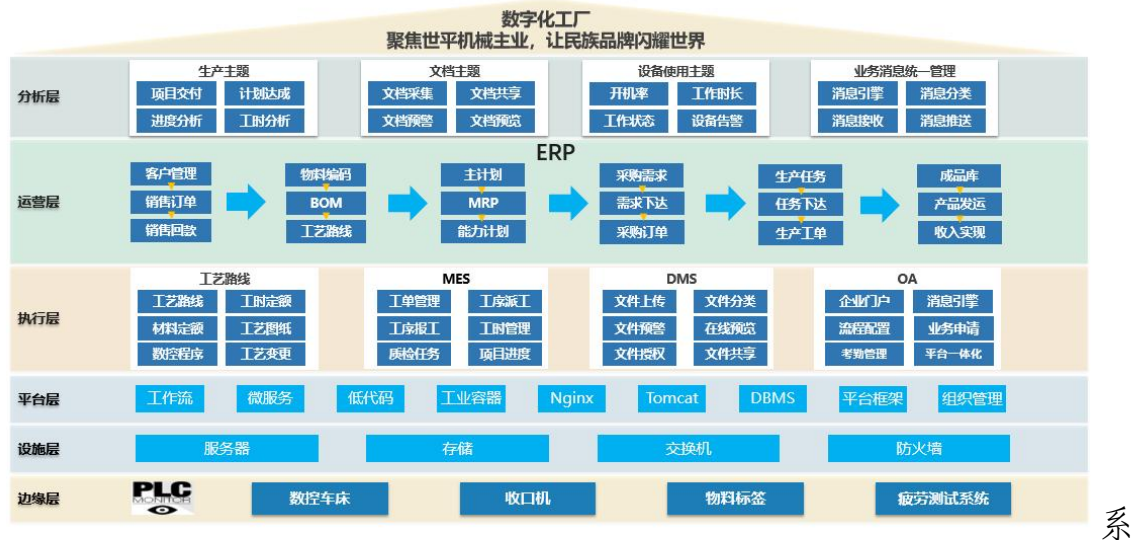 数字化工厂
聚焦世平机械主业，让民族品牌闪耀世界
分析层
生产主题
项目交付 计划达成
进度分析 工时分析
文档主题
文档采集 文档共享
文档预警 文档预览
设备使用主题
开机率 工作时长
工作状态 设备告警
业务消息统一管理
消息引擎 消息分类
消息接收 消息推送
运营层
ERP
客户管理
销售订单
销售回款
物料编码
BOM
工艺路线
主计划
MRP
能力计划
采购需求
需求下达
采购订单
生产任务
任务下达
生产工单
成品库
产品发运
收入实现
执行层
工艺路线
工艺路线 工时定额
材料定额 工艺图纸
数控程序 工艺变更
MES
工单管理 工序派工
工序报工 工时管理
质检任务 项目进度
DMS
文件上传 文件分类
文件预警 在线预览
文件授权 文件共享
OA
企业门户 消息引擎
流程配置 业务申请
考勤管理 平台一体化
平台层
工作流 微服务 低代码 工业容器 Nginx Tomcat DBMS 平台框架 组织管理
设施层
服务器 存储 交换机 防火墙
边缘层
PLC
MONITOR
数控车床 收口机 物料标签 疲劳测试系统
系